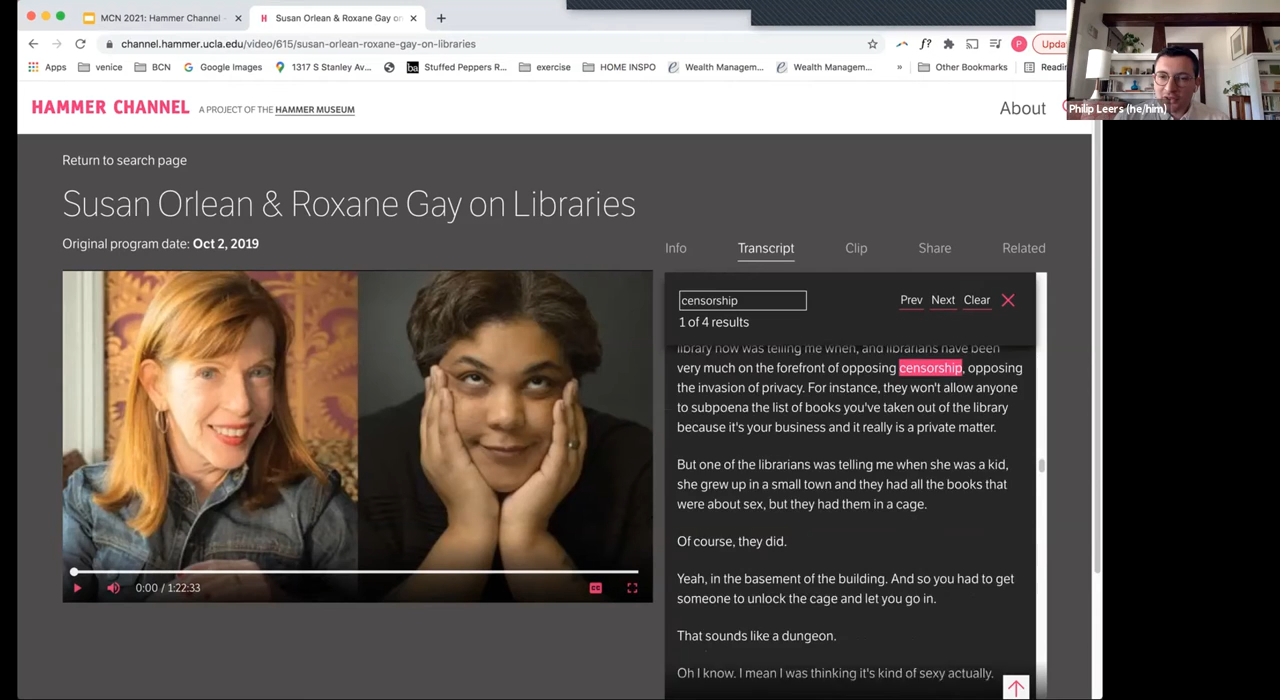 MCN 2021: Hammer Channel -
Susan Orlean & Roxane Gay on
channel.hammer.ucla.edu/video/615/susan-orlean-roxane-gay-on-libraries
P
Upda
Apps
venice
BCN
Google Images
1317 S Stanley Av...
ba
Stuffed Peppers R...
exercise
HOME INSPO
Wealth Managem...
Wealth Managem...
»
Other Bookmarks
Readin
Philip Leers (he/him)
HAMMER CHANNEL
A PROJECT OF THE HAMMER MUSEUM
About
Return to search page
Susan Orlean & Roxane Gay on Libraries
Original program date: Oct 2, 2019
Info
Transcript
Clip
Share
Related
censorship
Prev
Next
Clear
1 of 4 results
library now was telling me when, and librarians have been
very much on the forefront of opposing censorship, opposing
the invasion of privacy. For instance, they won't allow anyone
to subpoena the list of books you've taken out of the library
because it's your business and it really is a private matter.
But one of the librarians was telling me when she was a kid,
she grew up in a small town and they had all the books that
were about sex, but they had them in a cage.
Of course, they did.
Yeah, in the basement of the building. And so you had to get
someone to unlock the cage and let you go in.
That sounds like a dungeon.
Oh I know. I mean I was thinking it's kind of sexy actually.
0:00 / 1:22:33
CC